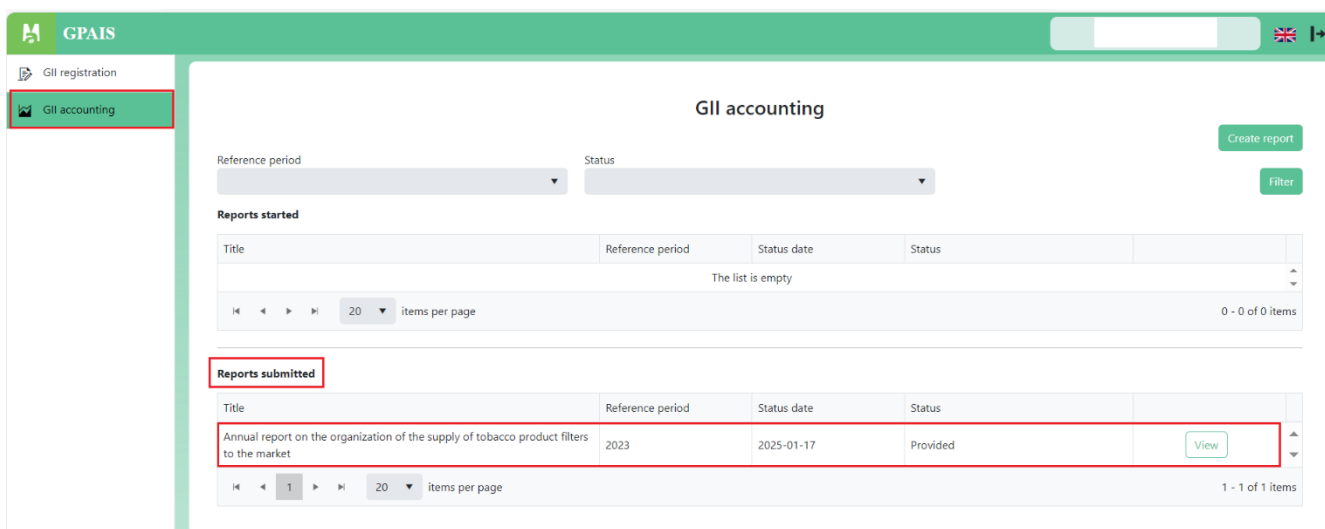 GPAIS
GII registration
GII accounting
GII accounting
Create report
Reference period Status
Filter
Reports started
Title Reference period Status date Status
The list is empty
20 items per page 0 - 0 of 0 items
Reports submitted
Title Reference period Status date Status
Annual report on the organization of the supply of tobacco product filters
to the market 2023 2025-01-17 Provided View
1 20 items per page 1 - 1 of 1 items